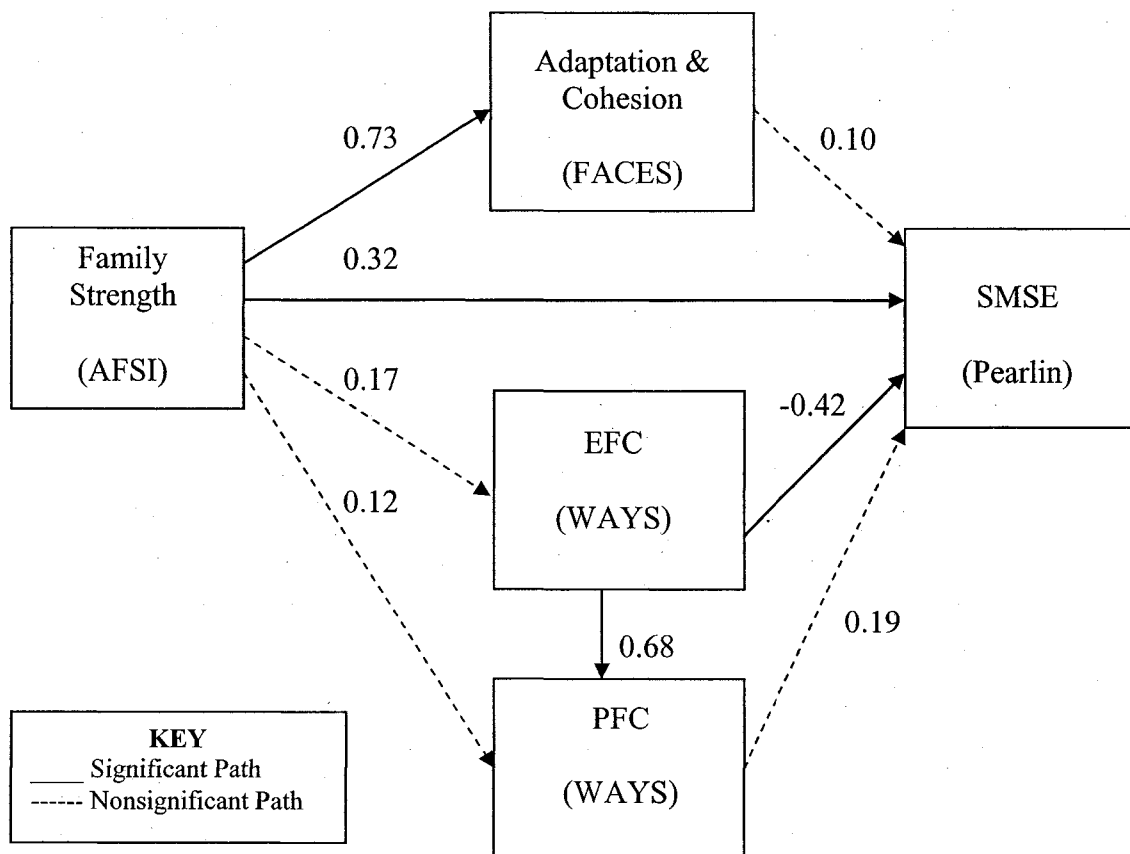 Adaptation &
Cohesion
(FACES)
0.73
0.10
Family
Strength
(AFSI)
0.32
SMSE
(Pearlin)
0.17
-0.42
EFC
(WAYS)
0.12
0.19
0.68
PFC
(WAYS)
KEY
Significant Path
Nonsignificant Path